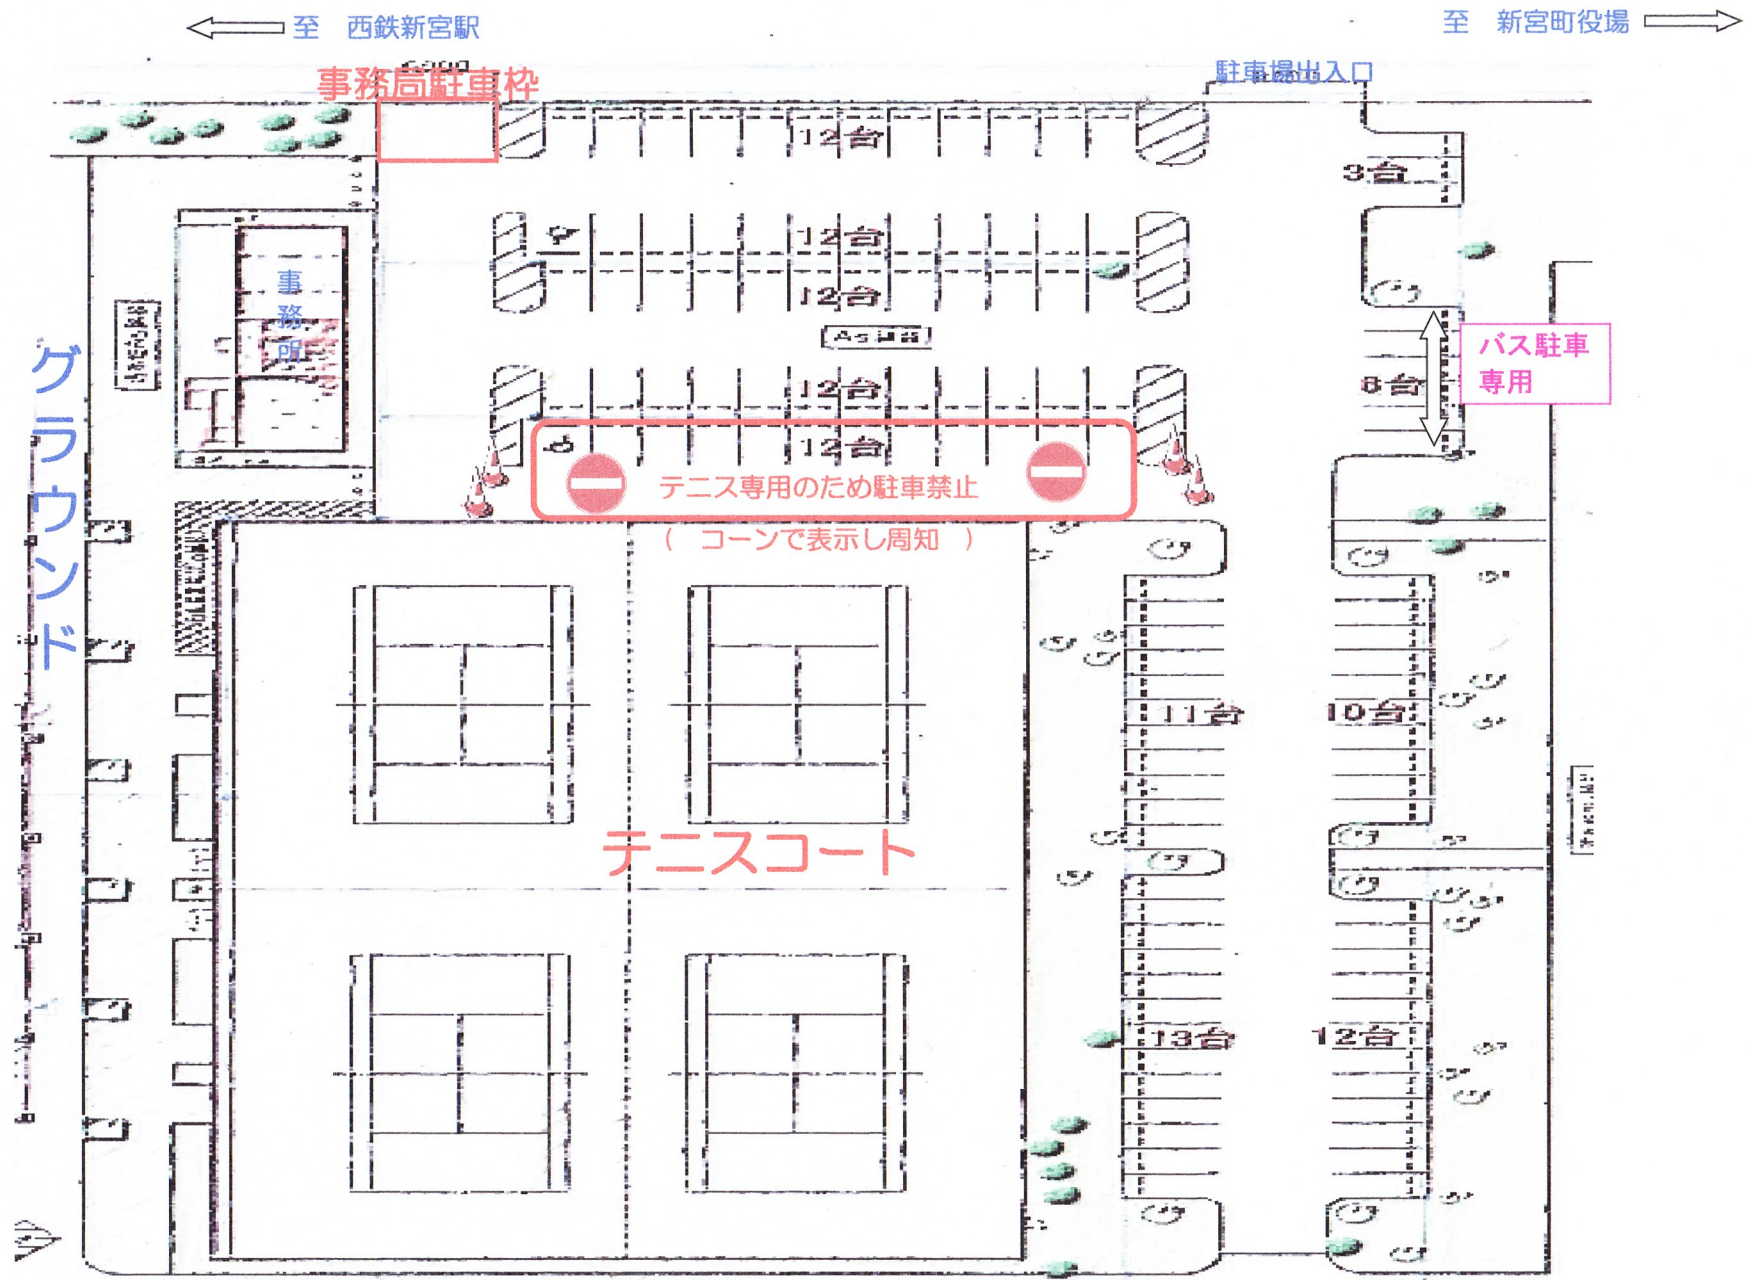 至　西鉄新宮駅
至　新宮町役場
事務局駐車枠
駐車場出入口
12台
3台
12台
12台
事務所
バス駐車
専用
グラウンド
12台
12台
テニス専用のため駐車禁止
（　コーンで表示し周知　）
11台
10台
テニスコート
13台
12台